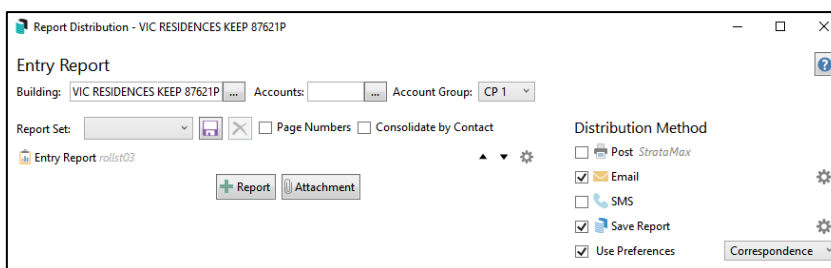 Report Distribution - VIC RESIDENCES KEEP 87621P
Entry Report
Building: VIC RESIDENCES KEEP 87621P ... Accounts: ... Account Group: CP 1
Report Set: Page Numbers Consolidate by Contact
Entry Report rollst03
Report Attachment
Distribution Method
Post StrataMax
Email
SMS
Save Report
Use Preferences Correspondence